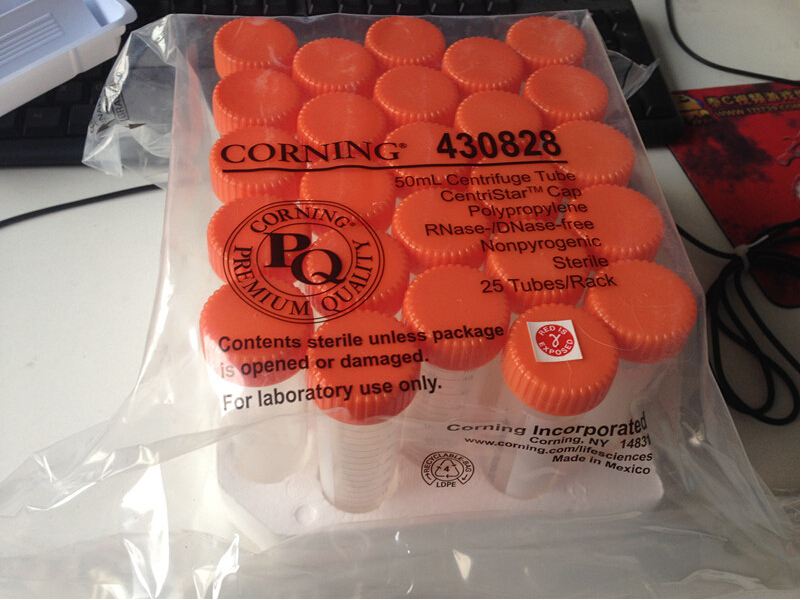 CORNING® 430828
50mL Centrifuge Tube
CentriStar™ Cap
Polypropylene
RNase-/DNase-free
Nonpyrogenic
Sterile
25 Tubes/Rack
CORNING®
PQ
PREMIUM QUALITY
Contents sterile unless package
is opened or damaged.
For laboratory use only.
RED IS
γ
EXPOSED
Corning Incorporated
Corning, NY 14831
www.corning.com/lifesciences
Made in Mexico
RECYCLABLE BAG
4
LDPE